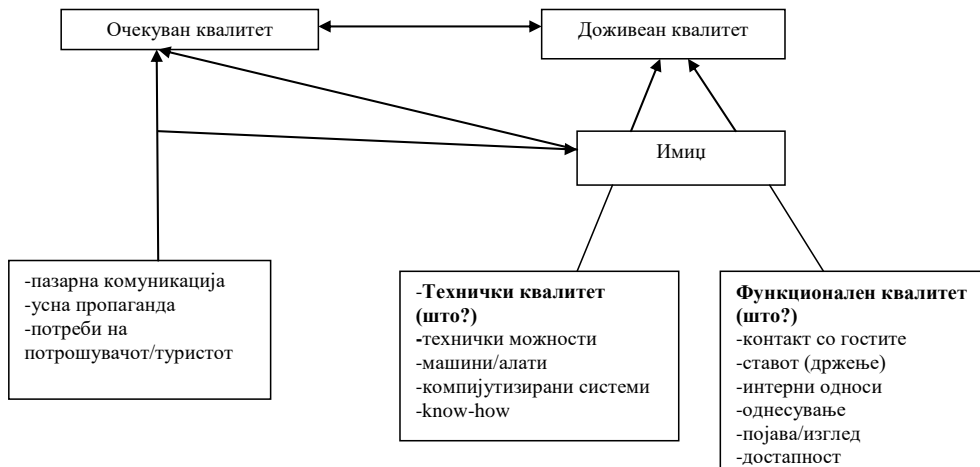 Очекуван квалитет
Доживеан квалитет
Имиџ
-пазарна комуникација
-усна пропаганда
-потреби на
потрошувачот/туристот
-Технички квалитет
(што?)
-технички можности
-машини/алати
-компијутизирани системи
-know-how
Функционален квалитет
(што?)
-контакт со гостите
-ставот (држење)
-интерни односи
-однесување
-појава/изглед
-достапност